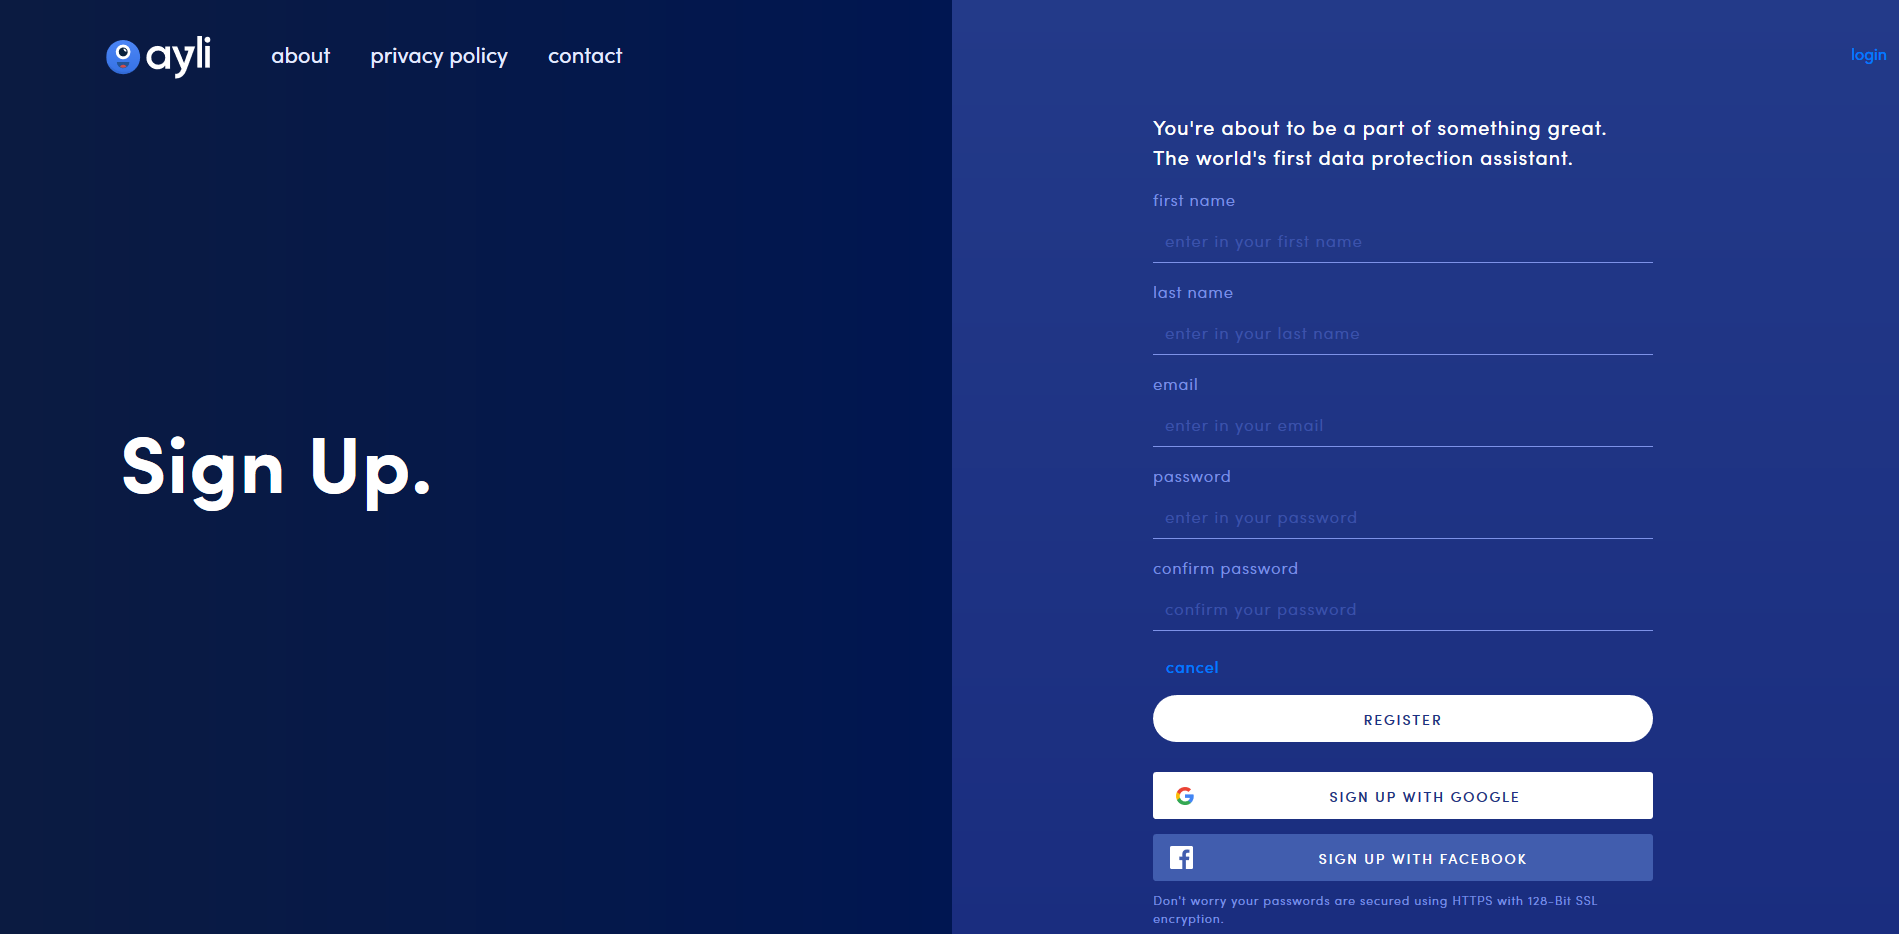 ayli
about privacy policy contact
login
Sign Up.
You're about to be a part of something great.
The world's first data protection assistant.
first name
enter in your first name
last name
enter in your last name
email
enter in your email
password
enter in your password
confirm password
confirm your password
cancel
REGISTER
SIGN UP WITH GOOGLE
SIGN UP WITH FACEBOOK
Don't worry your passwords are secured using HTTPS with 128-Bit SSL
encryption.